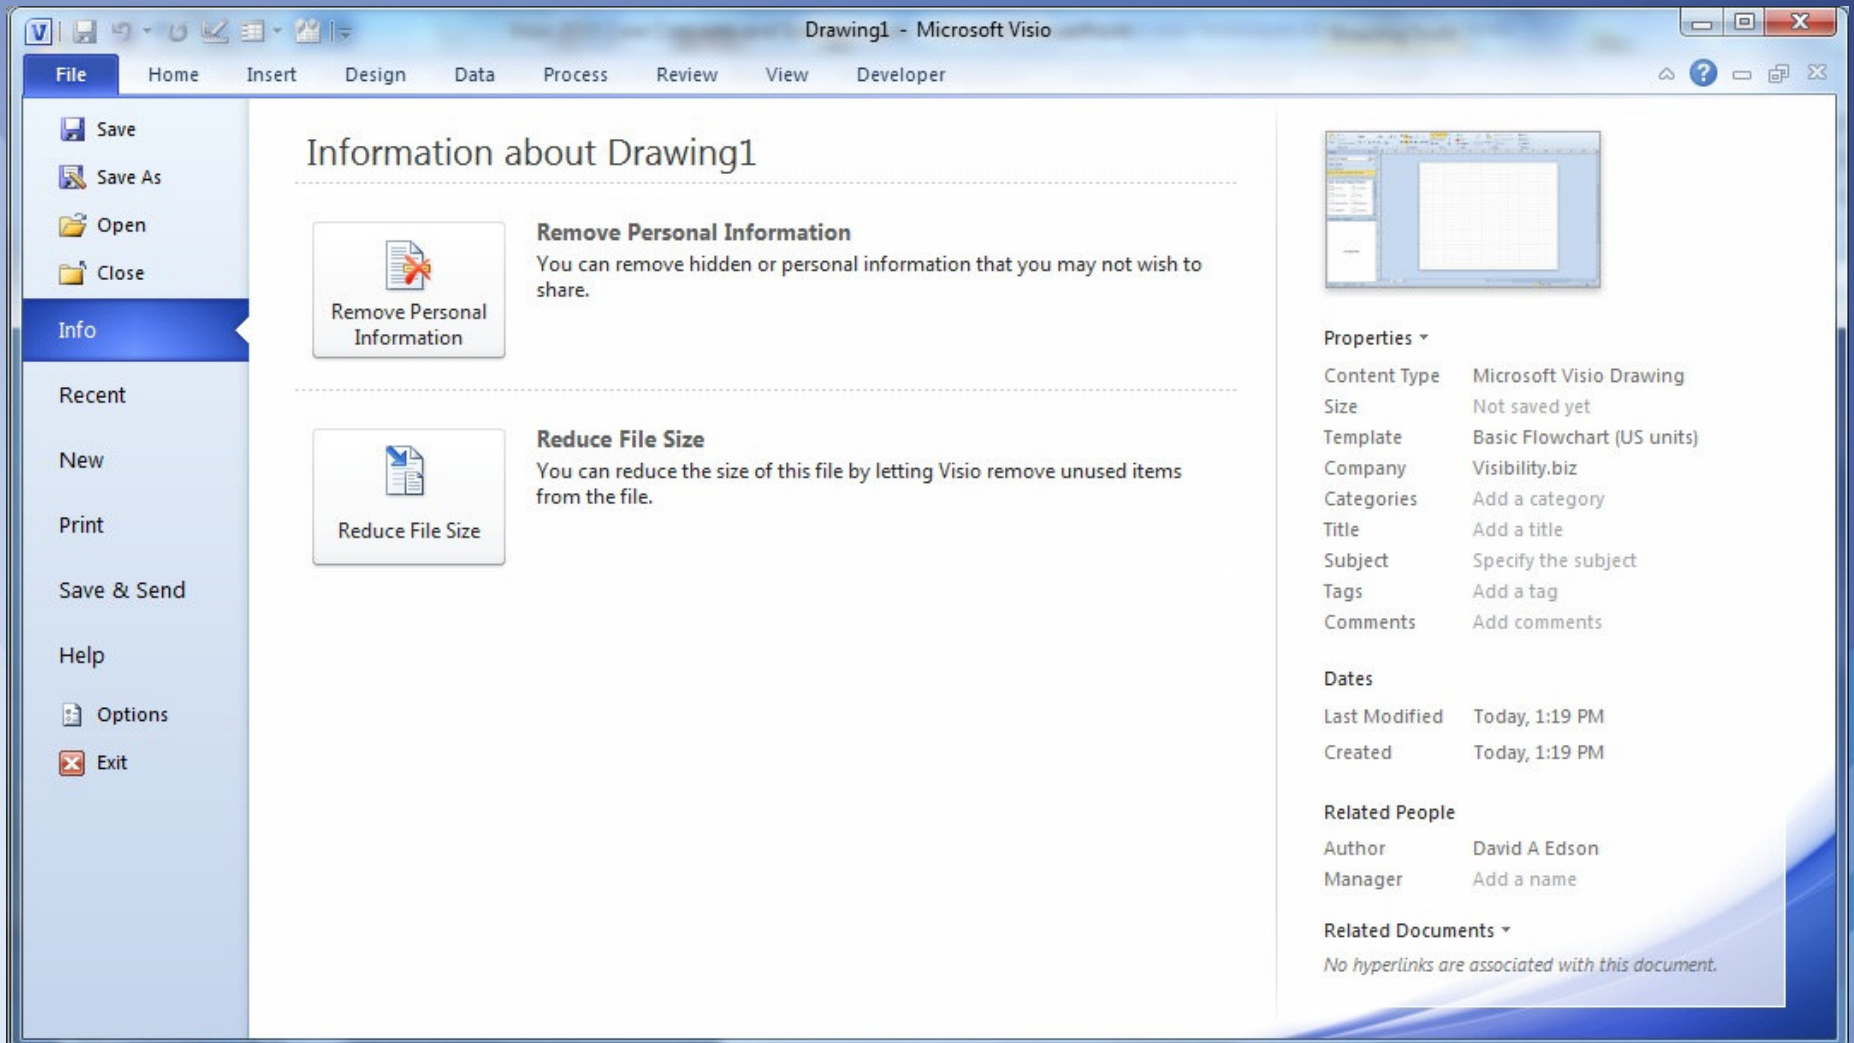 Drawing1 - Microsoft Visio
File Home Insert Design Data Process Review View Developer
Save
Save As
Open
Close
Info
Recent
New
Print
Save & Send
Help
Options
Exit
Information about Drawing1
Remove Personal
Information
Remove Personal Information
You can remove hidden or personal information that you may not wish to
share.
Reduce File Size
Reduce File Size
You can reduce the size of this file by letting Visio remove unused items
from the file.
Properties
Content Type Microsoft Visio Drawing
Size Not saved yet
Template Basic Flowchart (US units)
Company Visibility.biz
Categories Add a category
Title Add a title
Subject Specify the subject
Tags Add a tag
Comments Add comments
Dates
Last Modified Today, 1:19 PM
Created Today, 1:19 PM
Related People
Author David A Edson
Manager Add a name
Related Documents
No hyperlinks are associated with this document.